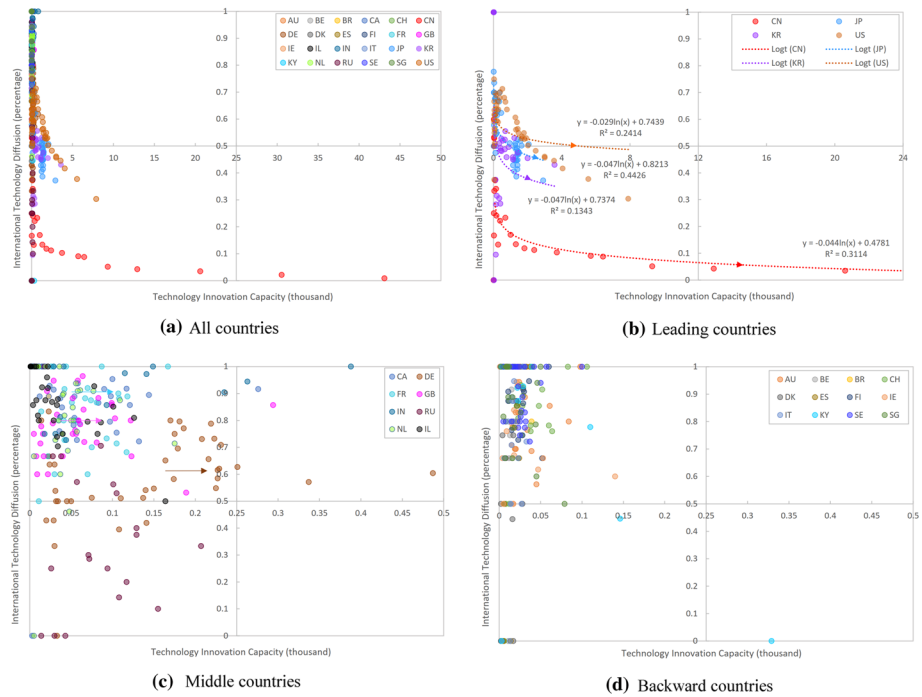 International Technology Diffusion (percentage)
1
0.9
0.8
0.7
0.6
0.5
0.4
0.3
0.2
0.1
0
AU BE BR CA CH CN
DE DK ES FI FR GB
IE IL IN IT JP KR
KY NL RU SE SG US
0 5 10 15 20 25 30 35 40 45 50
Technology Innovation Capacity (thousand)
(a) All countries
International Technology Diffusion (percentage)
1
0.9
0.8
0.7
0.6
0.5
0.4
0.3
0.2
0.1
0
CN JP
KR US
Logt (CN) Logt (JP)
Logt (KR) Logt (US)
y = -0.029ln(x) + 0.7439
R² = 0.2414
y = -0.047ln(x) + 0.8213
R² = 0.4426
y = -0.047ln(x) + 0.7374
R² = 0.1343
y = -0.044ln(x) + 0.4781
R² = 0.3114
0 4 8 12 16 20 24
Technology Innovation Capacity (thousand)
(b) Leading countries
International Technology Diffusion (percentage)
1
0.9
0.8
0.7
0.6
0.5
0.4
0.3
0.2
0.1
0
CA DE
FR GB
IN RU
NL IL
0 0.05 0.1 0.15 0.2 0.25 0.3 0.35 0.4 0.45 0.5
Technology Innovation Capacity (thousand)
(c) Middle countries
International Technology Diffusion (percentage)
1
0.9
0.8
0.7
0.6
0.5
0.4
0.3
0.2
0.1
0
AU BE BR CH
DK ES FI IE
IT KY SE SG
0 0.05 0.1 0.15 0.2 0.25 0.3 0.35 0.4 0.45 0.5
Technology Innovation Capacity (thousand)
(d) Backward countries